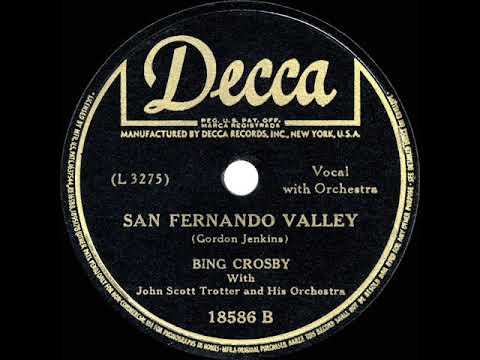 Decca
REG. U.S. PAT. OFF.
MARCA REGISTRADA
MANUFACTURED BY DECCA RECORDS, INC., NEW YORK, U.S.A.
(L 3275)
Vocal
with Orchestra
SAN FERNANDO VALLEY
(Gordon Jenkins)
BING CROSBY
With
John Scott Trotter and His Orchestra
18586 B